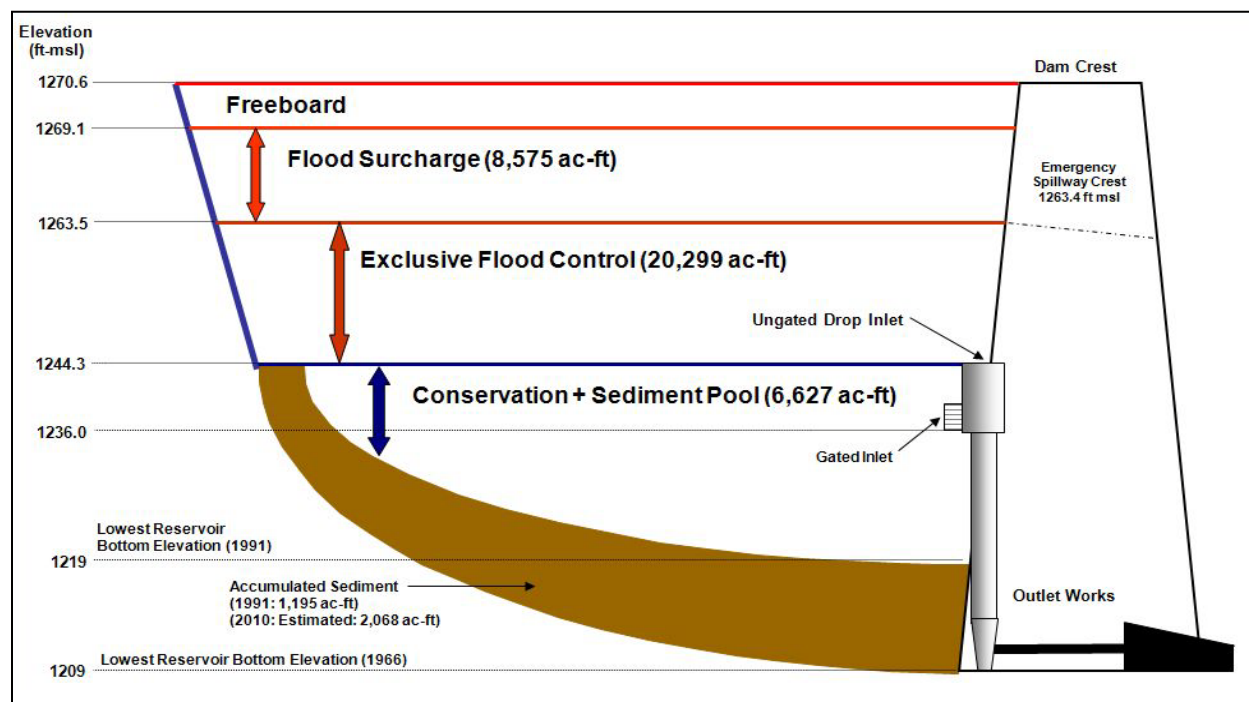 Elevation
(ft-msl)
1270.6
Dam Crest
Freeboard
1269.1
Flood Surcharge (8,575 ac-ft)
Emergency
Spillway Crest
1263.4 ft msl
1263.5
Exclusive Flood Control (20,299 ac-ft)
Ungated Drop Inlet
1244.3
Conservation + Sediment Pool (6,627 ac-ft)
1236.0
Gated Inlet
Lowest Reservoir
Bottom Elevation (1991)
1219
Accumulated Sediment
(1991: 1,195 ac-ft)
(2010: Estimated: 2,068 ac-ft)
Outlet Works
Lowest Reservoir Bottom Elevation (1966)
1209